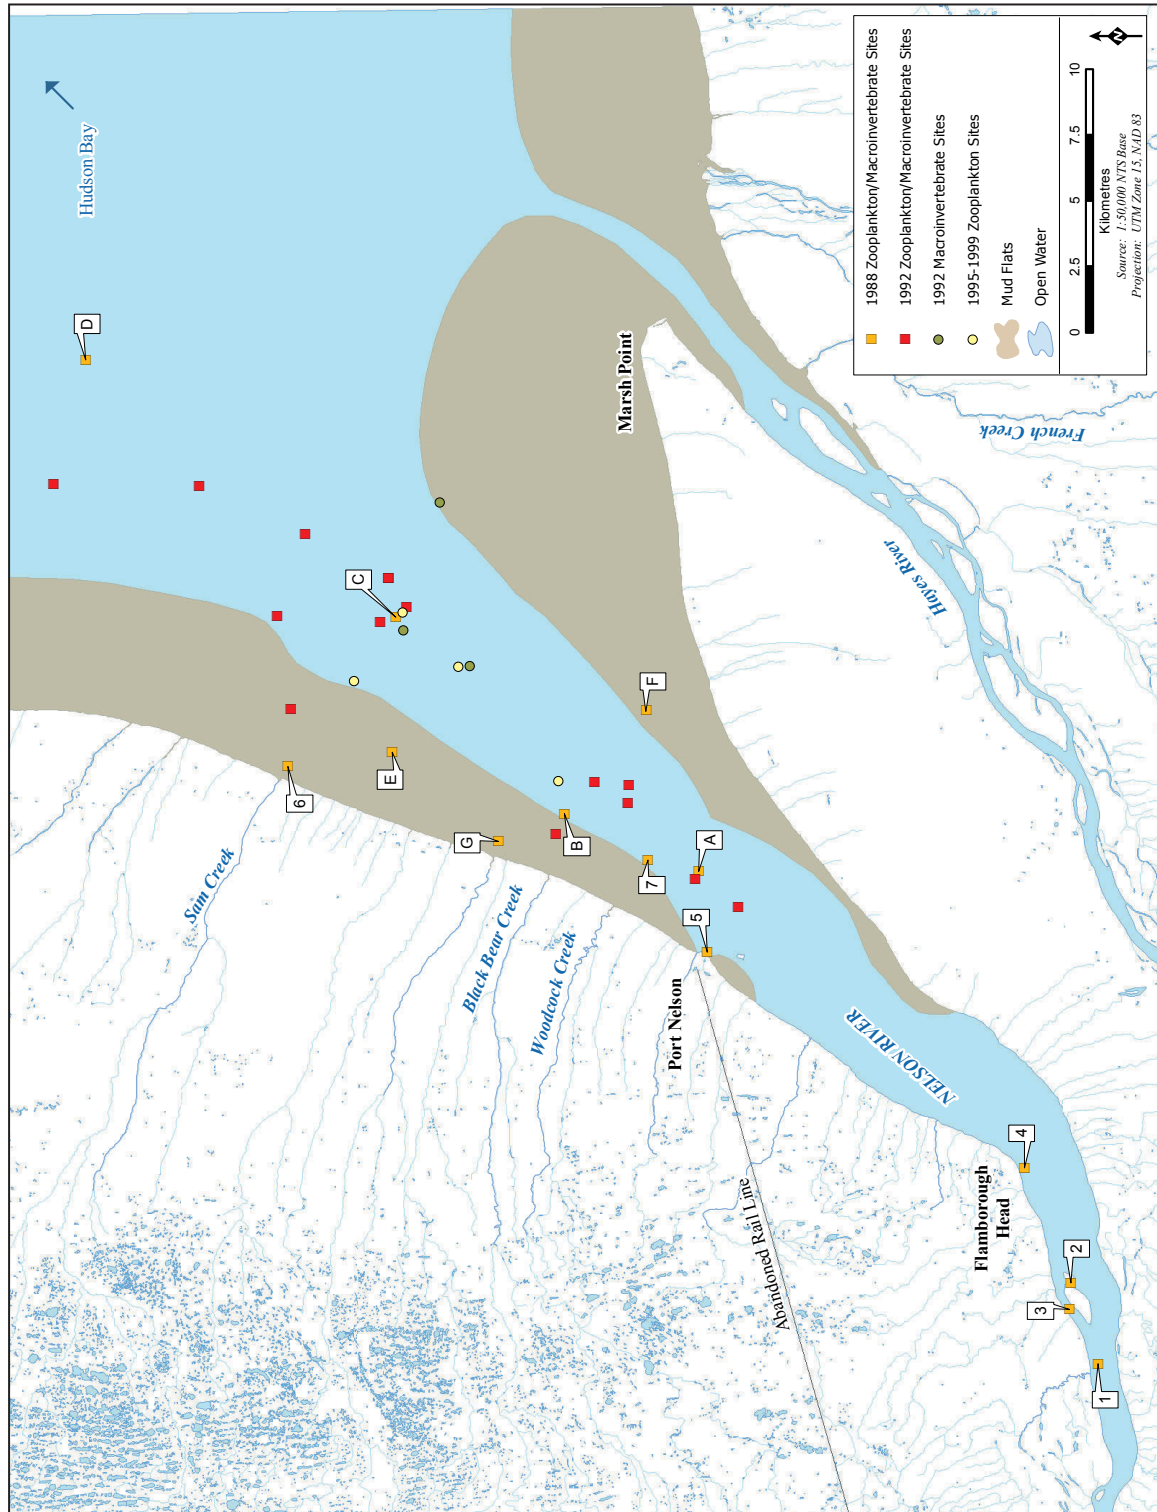 Hudson Bay
D
C
Marsh Point
F
E
6
G
B
7
A
5
Sam Creek
Black Bear Creek
Woodcock Creek
Port Nelson
NELSON RIVER
Hayes River
French Creek
Abandoned Rail Line
Flamborough
Head
4
2
3
1
1988 Zooplankton/Macroinvertebrate Sites
1992 Zooplankton/Macroinvertebrate Sites
1992 Macroinvertebrate Sites
1995-1999 Zooplankton Sites
Mud Flats
Open Water
N
0 2.5 5 7.5 10
Kilometres
Source: 1:50,000 NTS Base
Projection: UTM Zone 15, NAD 83